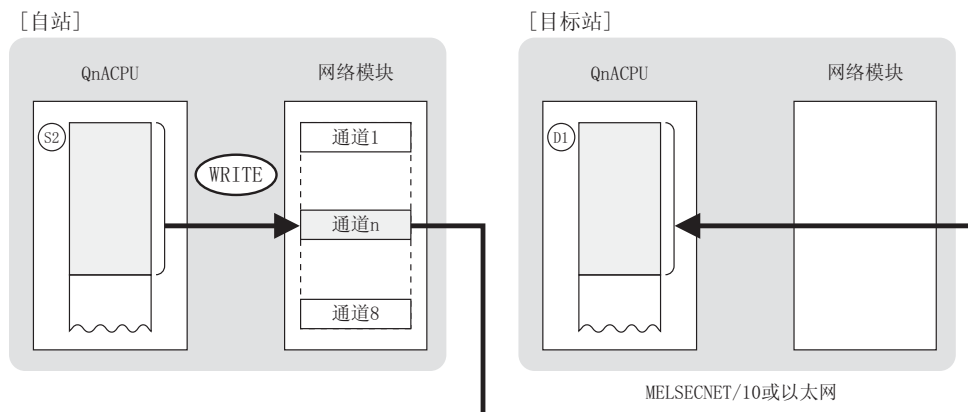 [自站]
QnACPU
网络模块
S2
WRITE
通道1
通道n
通道8
[目标站]
QnACPU
网络模块
D1
MELSECNET/10或以太网